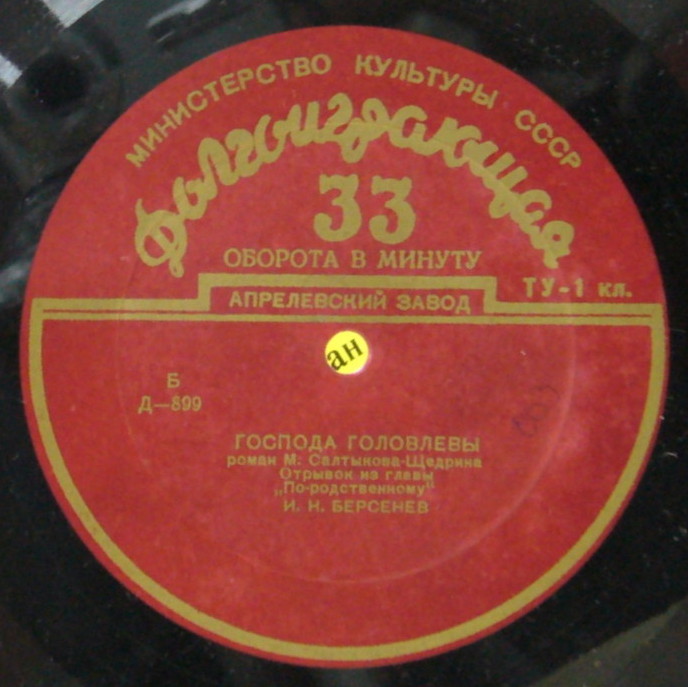 МИНИСТЕРСТВО КУЛЬТУРЫ СССР
Долгоиграющая
33
ОБОРОТА В МИНУТУ
ТУ-1 кл.
АПРЕЛЕВСКИЙ ЗАВОД
ан
Б
Д—899
ГОСПОДА ГОЛОВЛЕВЫ
роман М. Салтыкова-Щедрина
Отрывок из главы
„По-родственному"
И. Н. БЕРСЕНЕВ